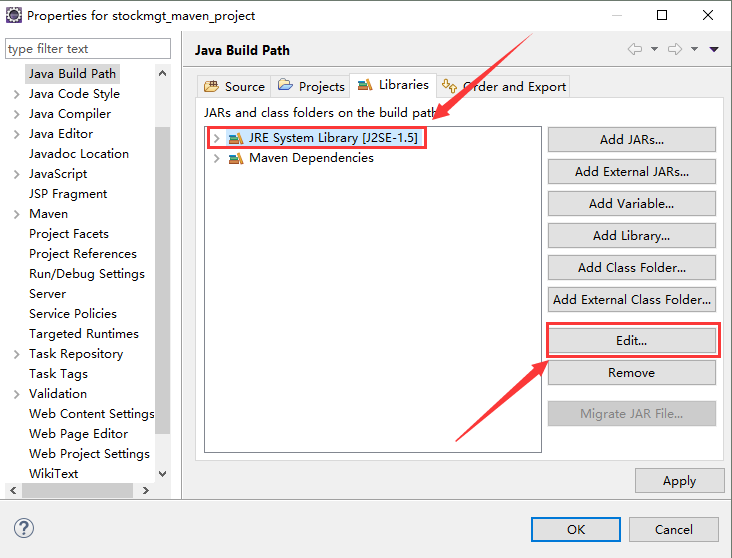 Properties for stockmgt_maven_project
type filter text
Java Build Path
Java Code Style
Java Compiler
Java Editor
Javadoc Location
JavaScript
JSP Fragment
Maven
Project Facets
Project References
Run/Debug Settings
Server
Service Policies
Targeted Runtimes
Task Repository
Task Tags
Validation
Web Content Settings
Web Page Editor
Web Project Settings
WikiText
Java Build Path
Source
Projects
Libraries
Order and Export
JARs and class folders on the build path
JRE System Library [J2SE-1.5]
Maven Dependencies
Add JARs...
Add External JARs...
Add Variable...
Add Library...
Add Class Folder...
Add External Class Folder...
Edit...
Remove
Migrate JAR File...
Apply
OK
Cancel